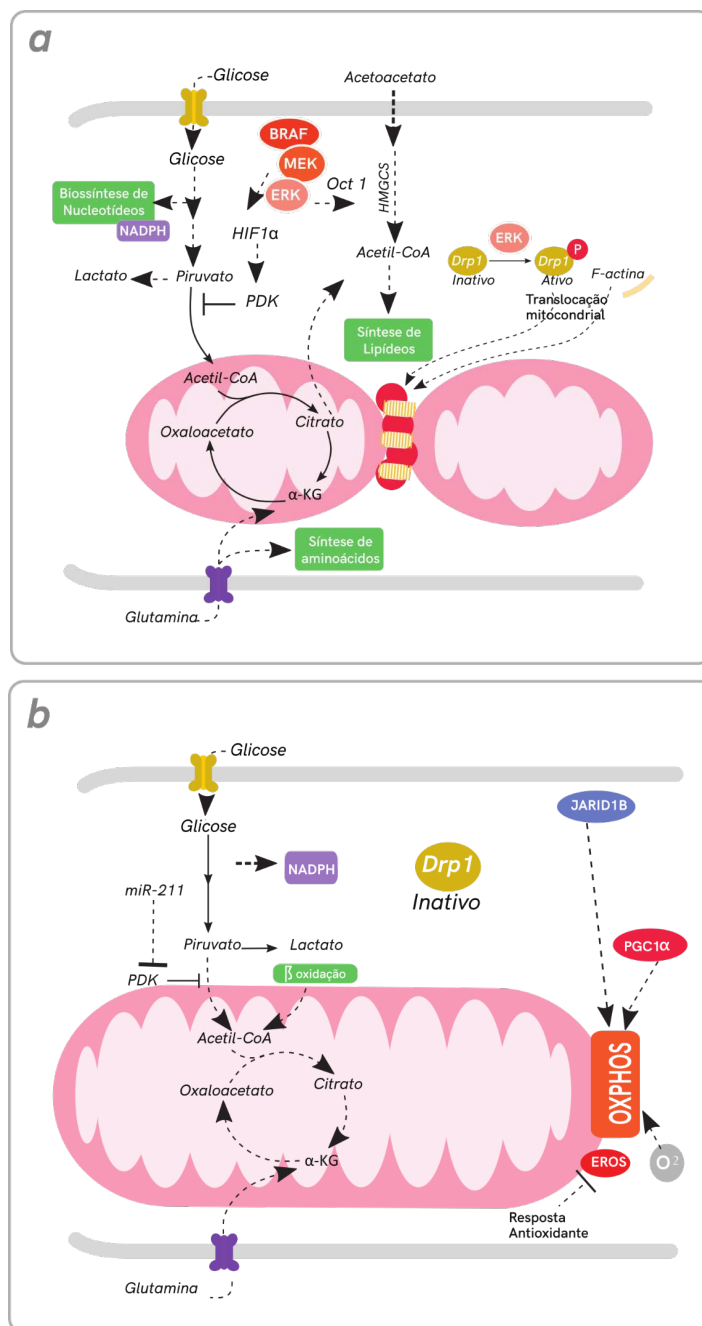 a
Glicose
Acetoacetato
BRAF
MEK
ERK
Glicose
Oct 1
HMGCS
Biossíntese de
Nucleotídeos
NADPH
HIF1α
Acetil-CoA
ERK
Drp1
Inativo
Drp1
P
Ativo
F-actina
Translocação
mitocondrial
Lactato
Piruvato
PDK
Síntese de
Lipídeos
Acetil-CoA
Oxaloacetato
Citrato
α-KG
Síntese de
aminoácidos
Glutamina
b
Glicose
JARID1B
Glicose
NADPH
Drp1
Inativo
miR-211
Piruvato
Lactato
PGC1α
PDK
β oxidação
Acetil-CoA
Oxaloacetato
Citrato
OXPHOS
α-KG
EROS
O2
Resposta
Antioxidante
Glutamina